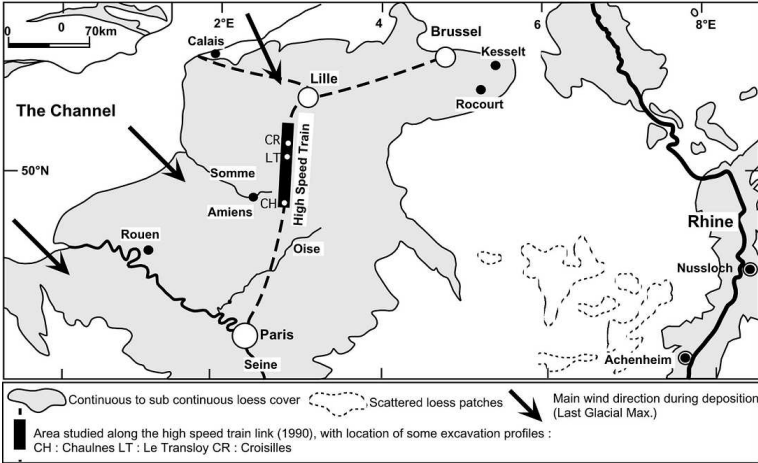 2°E 4 6 8°E
0 0 70km
Calais
Brussel
Kesselt
Lille
Rocourt
The Channel
CR
LT
50°N
Somme
High Speed Train
CH
Amiens
Rhine
Rouen
Oise
Nussloch
Paris
Achenheim
Seine
Continuous to sub continuous loess cover
Scattered loess patches
Main wind direction during deposition
(Last Glacial Max.)
Area studied along the high speed train link (1990), with location of some excavation profiles :
CH : Chaulnes LT : Le Transloy CR : Croisilles